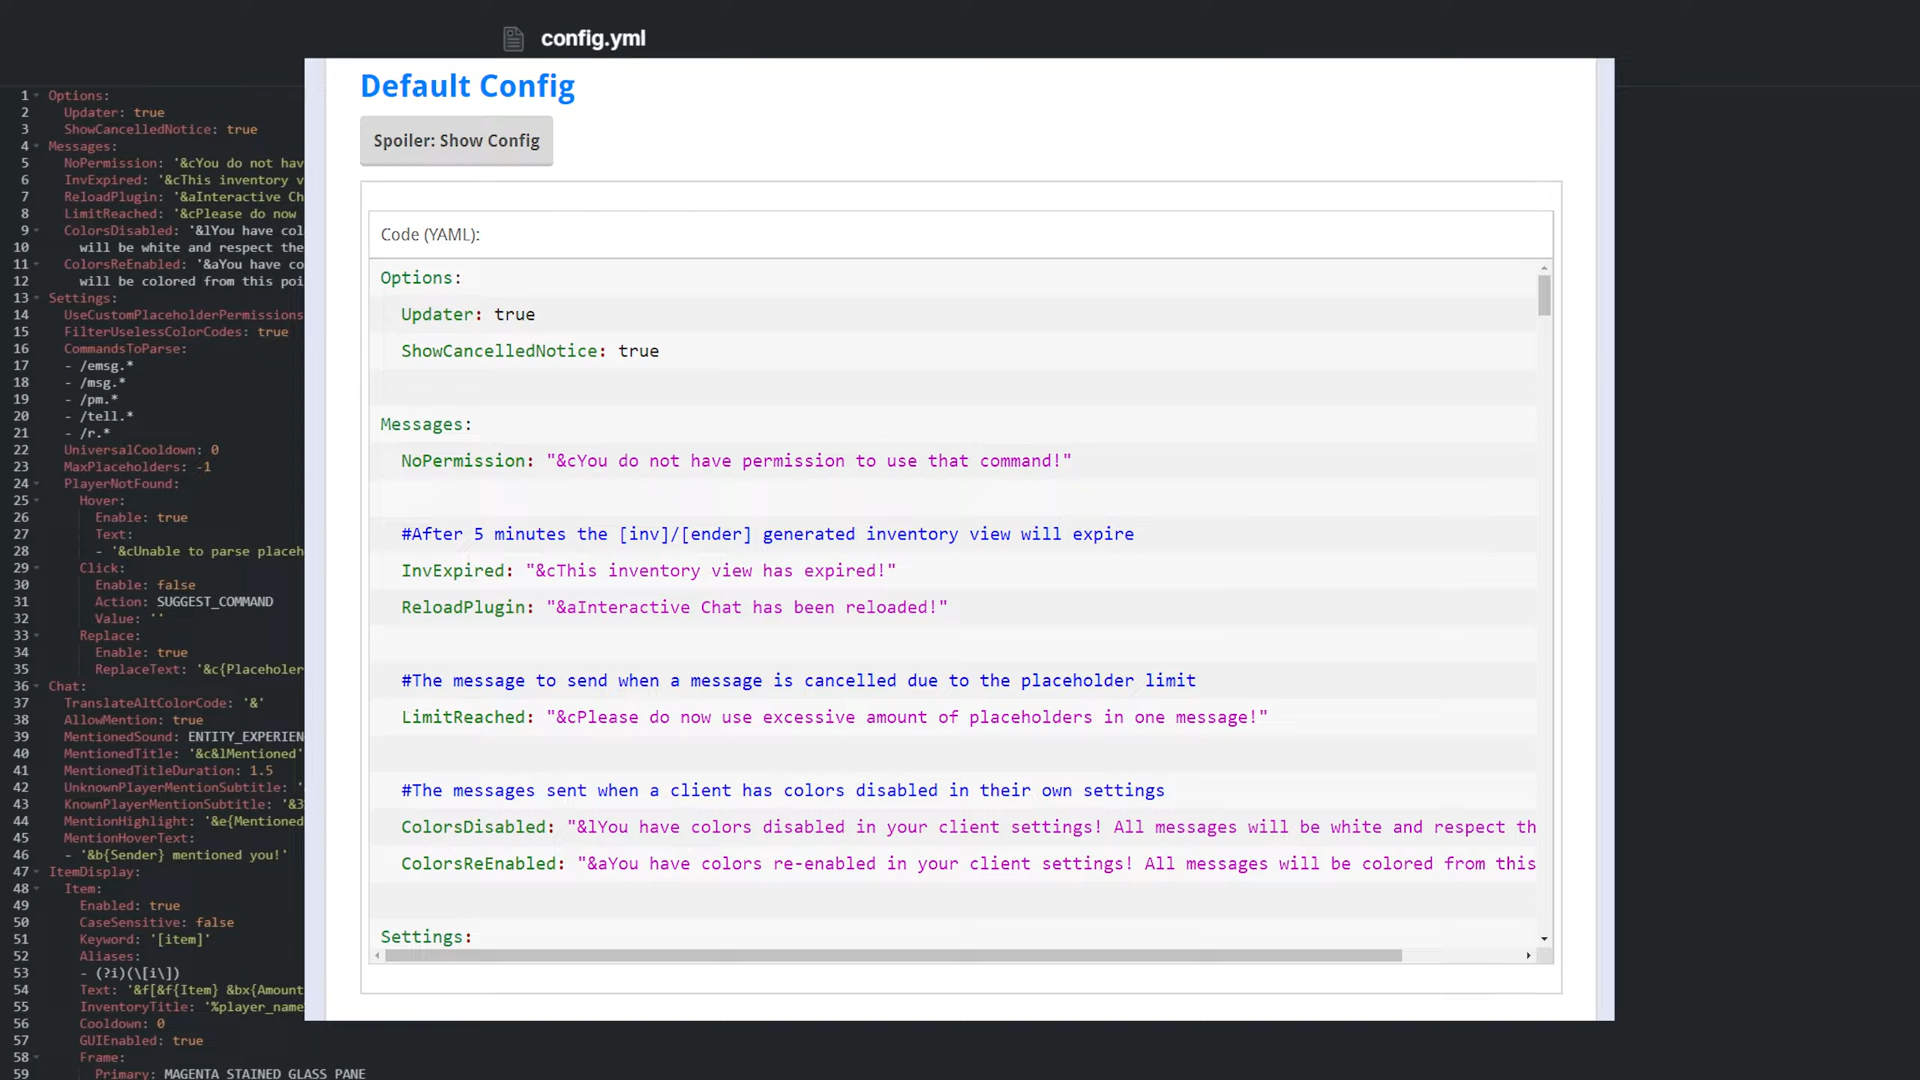 config.yml
Default Config
Spoiler: Show Config
Code (YAML):
Options:
Updater: true
ShowCancelledNotice: true
Messages:
NoPermission: "&cYou do not have permission to use that command!"
#After 5 minutes the [inv]/[ender] generated inventory view will expire
InvExpired: "&cThis inventory view has expired!"
ReloadPlugin: "&aInteractive Chat has been reloaded!"
#The message to send when a message is cancelled due to the placeholder limit
LimitReached: "&cPlease do now use excessive amount of placeholders in one message!"
#The messages sent when a client has colors disabled in their own settings
ColorsDisabled: "&lYou have colors disabled in your client settings! All messages will be white and respect th
ColorsReEnabled: "&aYou have colors re-enabled in your client settings! All messages will be colored from this
Settings:
1 Options:
2 Updater: true
3 ShowCancelledNotice: true
4 Messages:
5 NoPermission: '&cYou do not hav
6 InvExpired: '&cThis inventory v
7 ReloadPlugin: '&aInteractive Ch
8 LimitReached: '&cPlease do now
9 ColorsDisabled: '&lYou have col
10 will be white and respect the
11 ColorsReEnabled: '&aYou have co
12 will be colored from this poi
13 Settings:
14 UseCustomPlaceholderPermissions
15 FilterUselessColorCodes: true
16 CommandsToParse:
17 - /emsg.*
18 - /msg.*
19 - /pm.*
20 - /tell.*
21 - /r.*
22 UniversalCooldown: 0
23 MaxPlaceholders: -1
24 PlayerNotFound:
25 Hover:
26 Enable: true
27 Text:
28 - '&cUnable to parse placeh
29 Click:
30 Enable: false
31 Action: SUGGEST_COMMAND
32 Value: ''
33 Replace:
34 Enable: true
35 ReplaceText: '&c{Placeholer
36 Chat:
37 TranslateAltColorCode: '&'
38 AllowMention: true
39 MentionedSound: ENTITY_EXPERIEN
40 MentionedTitle: '&c&lMentioned'
41 MentionedTitleDuration: 1.5
42 UnknownPlayerMentionSubtitle: '
43 KnownPlayerMentionSubtitle: '&3
44 MentionHighlight: '&e{Mentioned
45 MentionHoverText:
46 - '&b{Sender} mentioned you!'
47 ItemDisplay:
48 Item:
49 Enabled: true
50 CaseSensitive: false
51 Keyword: '[item]'
52 Aliases:
53 - (?i)(\[i\])
54 Text: '&f[&f{Item} &bx{Amount
55 InventoryTitle: '%player_name
56 Cooldown: 0
57 GUIEnabled: true
58 Frame:
59 Primary: MAGENTA_STAINED_GLASS_PANE